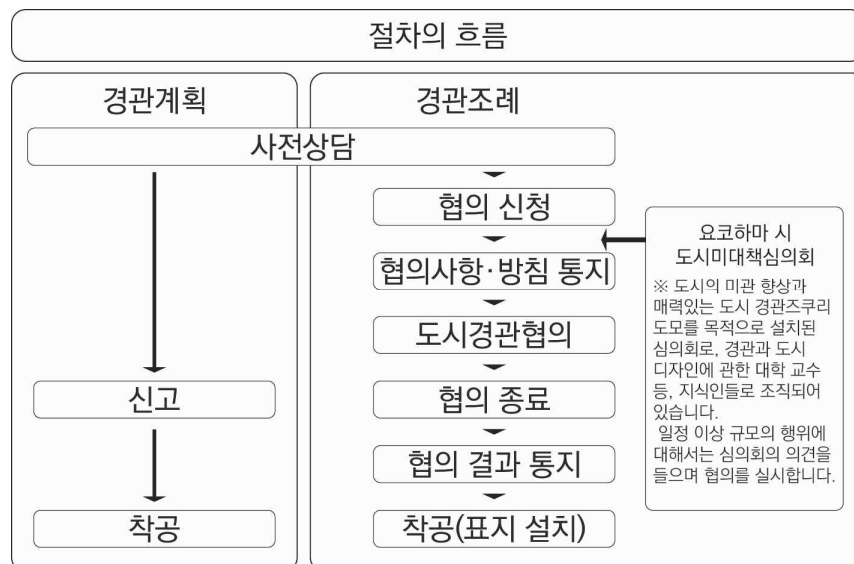 절차의 흐름
경관계획
경관조례
사전상담
협의 신청
협의사항·방침 통지
도시경관협의
신고
협의 종료
협의 결과 통지
착공
착공(표지 설치)
요코하마 시
도시미대책심의회
※ 도시의 미관 향상과
매력있는 도시 경관즈쿠리
도모를 목적으로 설치된
심의회로, 경관과 도시
디자인에 관한 대학 교수
등, 지식인들로 조직되어
있습니다.
일정 이상 규모의 행위에
대해서는 심의회의 의견을
들으며 협의를 실시합니다.